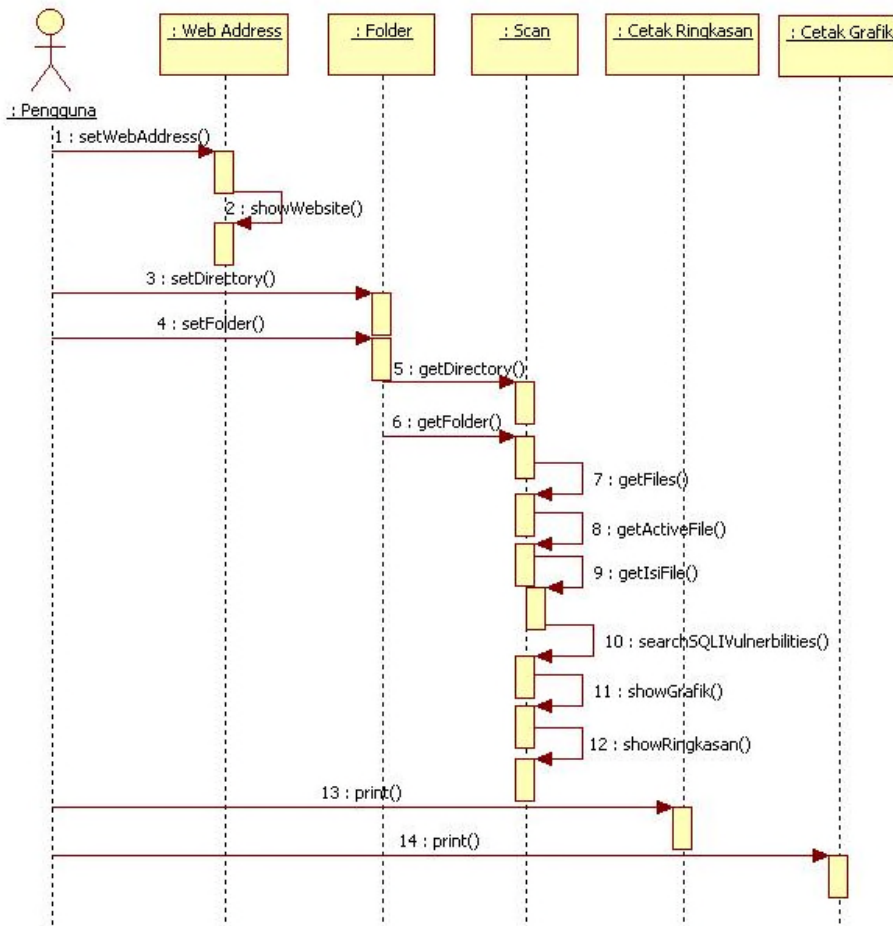 : Web Address
: Folder
: Scan
: Cetak Ringkasan
: Cetak Grafik
: Pengguna
1 : setWebAddress()
2 : showWebsite()
3 : setDirectory()
4 : setFolder()
5 : getDirectory()
6 : getFolder()
7 : getFiles()
8 : getActiveFile()
9 : getIsiFile()
10 : searchSQLIVulnerbilities()
11 : showGrafik()
12 : showRingkasan()
13 : print()
14 : print()